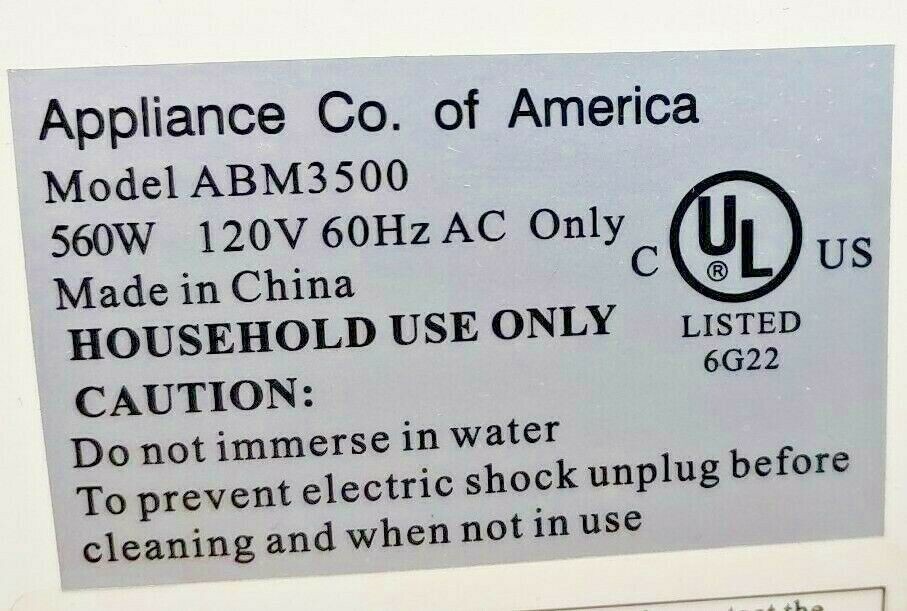 Appliance Co. of America
Model ABM3500
560W 120V 60Hz AC Only
Made in China
HOUSEHOLD USE ONLY
CAUTION:
Do not immerse in water
To prevent electric shock unplug before
cleaning and when not in use
C UL® US
LISTED
6G22
the